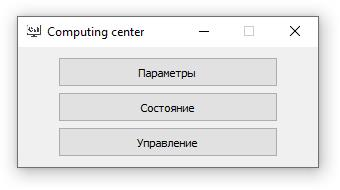 Computing center
Параметры
Состояние
Управление